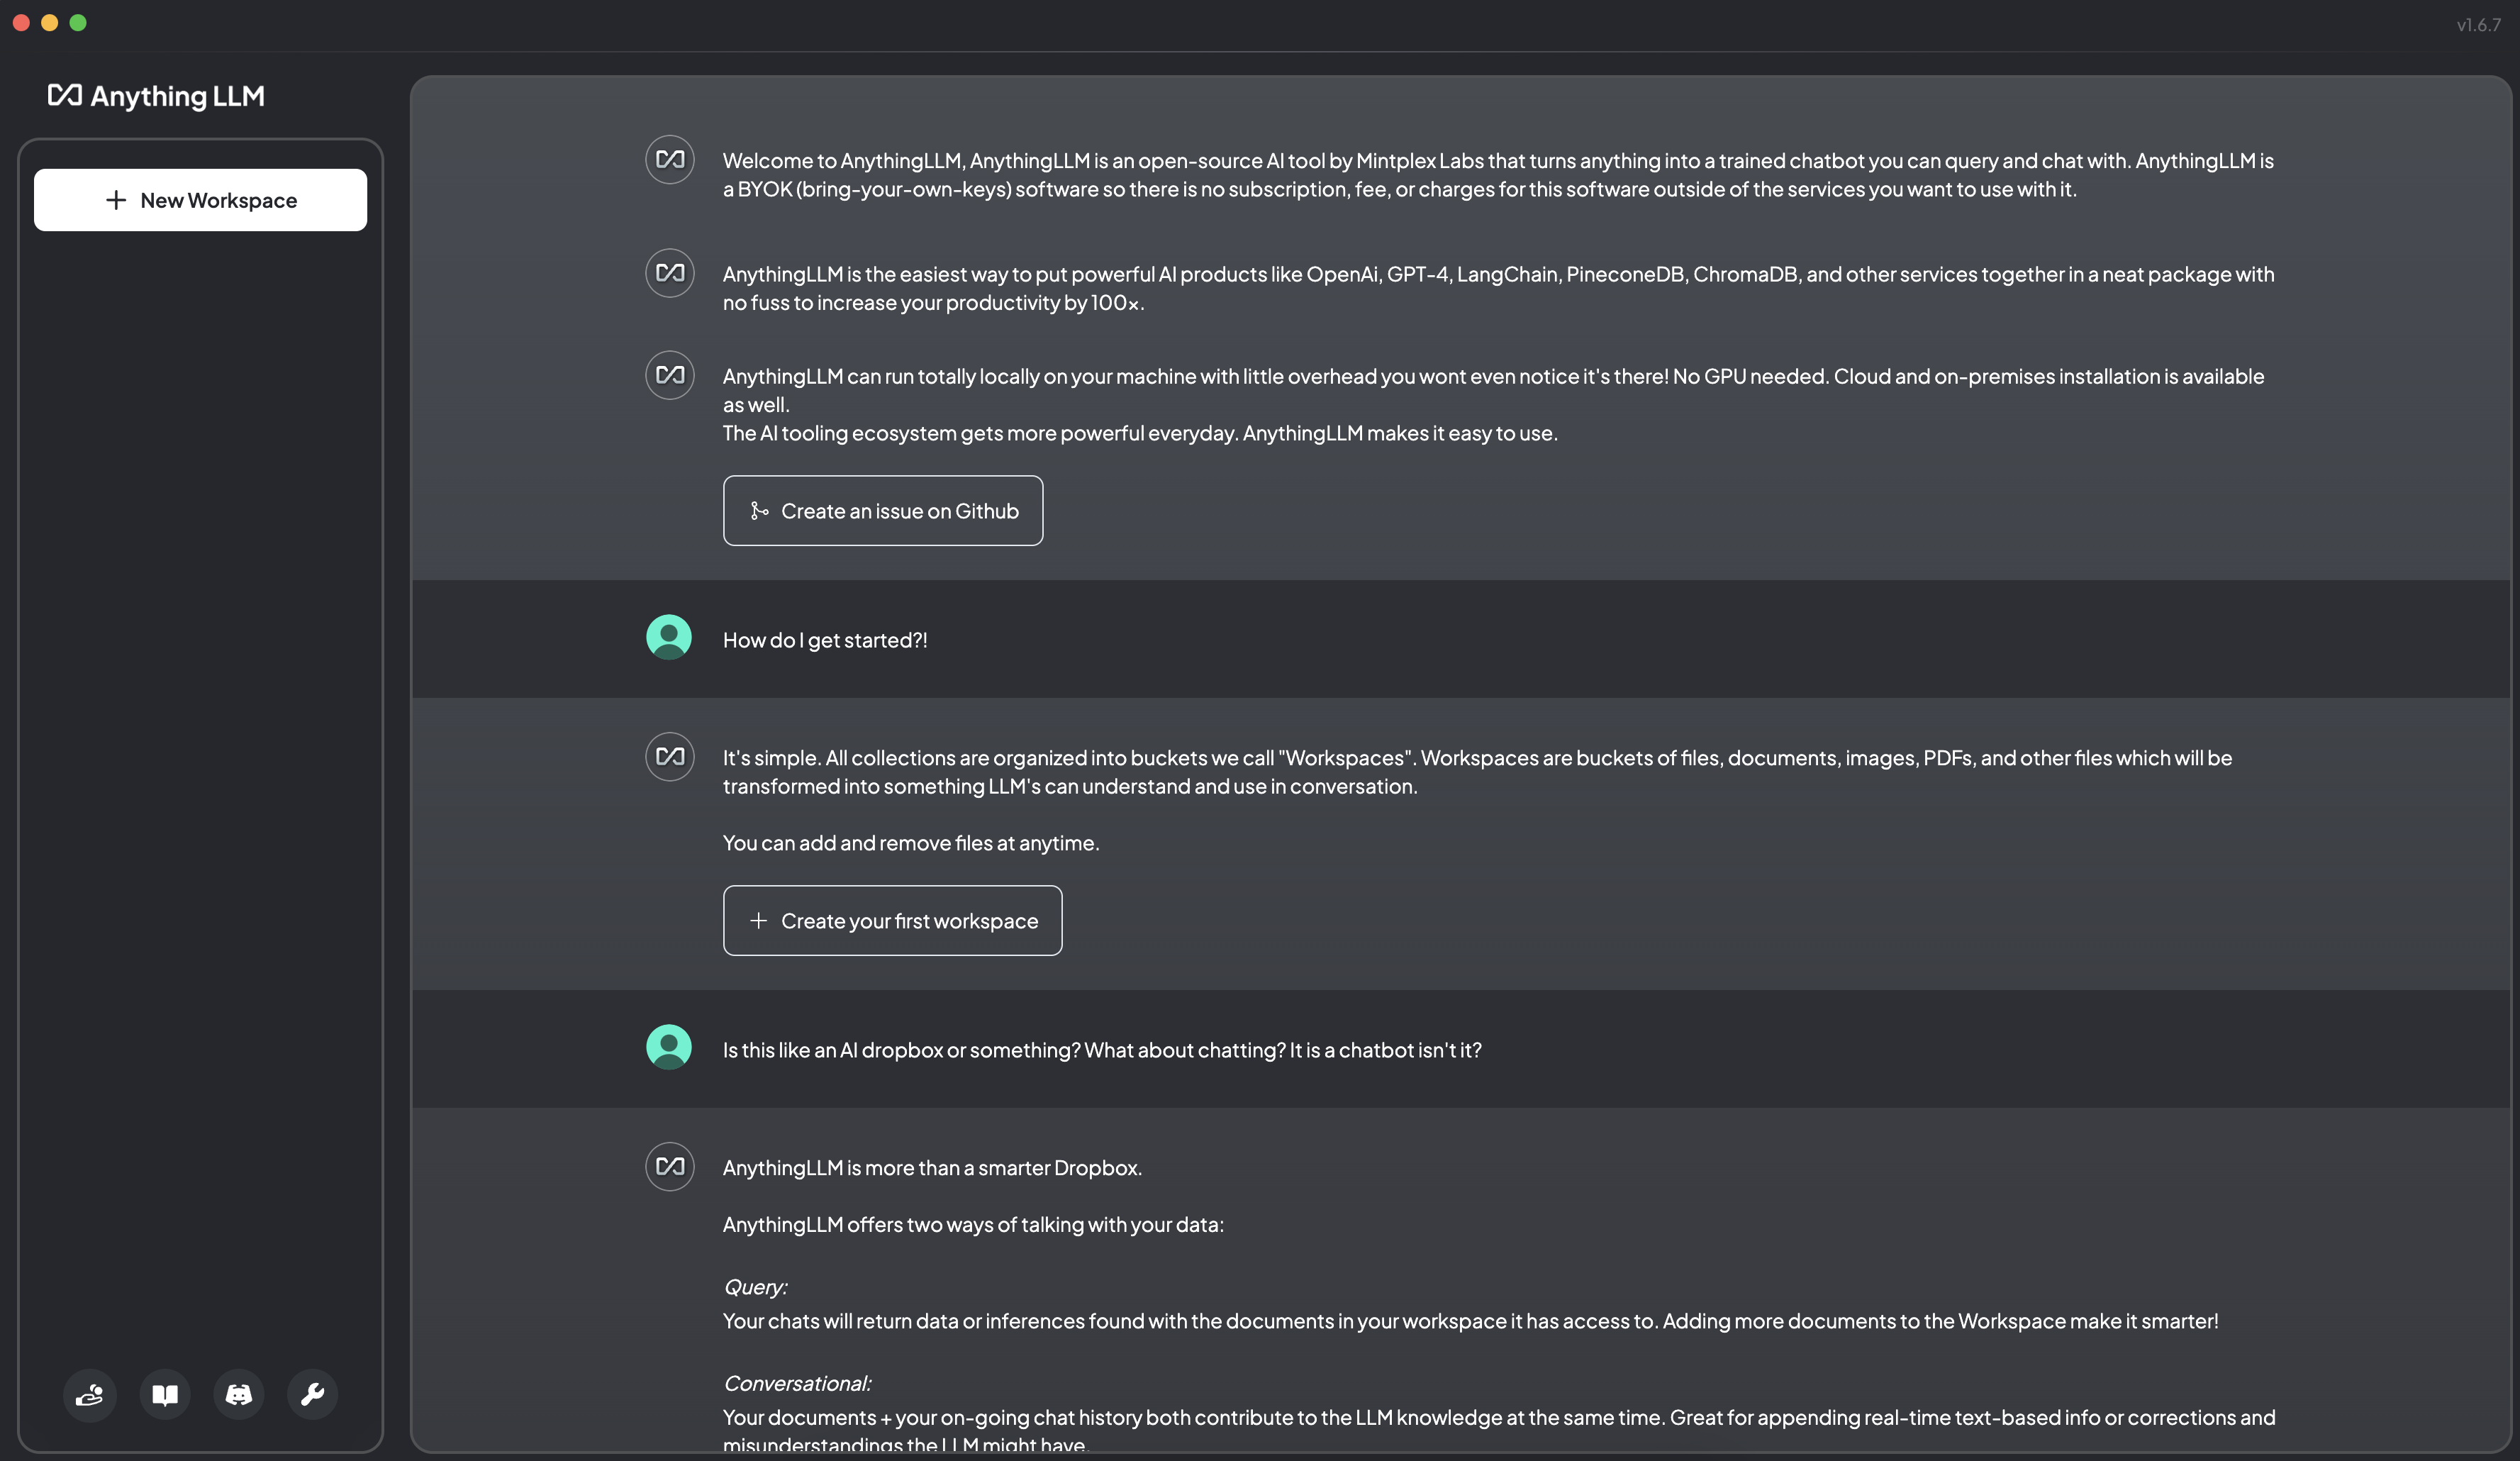 v1.6.7
Anything LLM
New Workspace
Welcome to AnythingLLM, AnythingLLM is an open-source AI tool by Mintplex Labs that turns anything into a trained chatbot you can query and chat with. AnythingLLM is
a BYOK (bring-your-own-keys) software so there is no subscription, fee, or charges for this software outside of the services you want to use with it.
AnythingLLM is the easiest way to put powerful AI products like OpenAi, GPT-4, LangChain, PineconeDB, ChromaDB, and other services together in a neat package with
no fuss to increase your productivity by 100x.
AnythingLLM can run totally locally on your machine with little overhead you wont even notice it's there! No GPU needed. Cloud and on-premises installation is available
as well.
The AI tooling ecosystem gets more powerful everyday. AnythingLLM makes it easy to use.
Create an issue on Github
How do I get started?!
It's simple. All collections are organized into buckets we call "Workspaces". Workspaces are buckets of files, documents, images, PDFs, and other files which will be
transformed into something LLM's can understand and use in conversation.
You can add and remove files at anytime.
Create your first workspace
Is this like an AI dropbox or something? What about chatting? It is a chatbot isn't it?
AnythingLLM is more than a smarter Dropbox.
AnythingLLM offers two ways of talking with your data:
Query:
Your chats will return data or inferences found with the documents in your workspace it has access to. Adding more documents to the Workspace make it smarter!
Conversational:
Your documents + your on-going chat history both contribute to the LLM knowledge at the same time. Great for appending real-time text-based info or corrections and
misunderstandings the LLM might have.